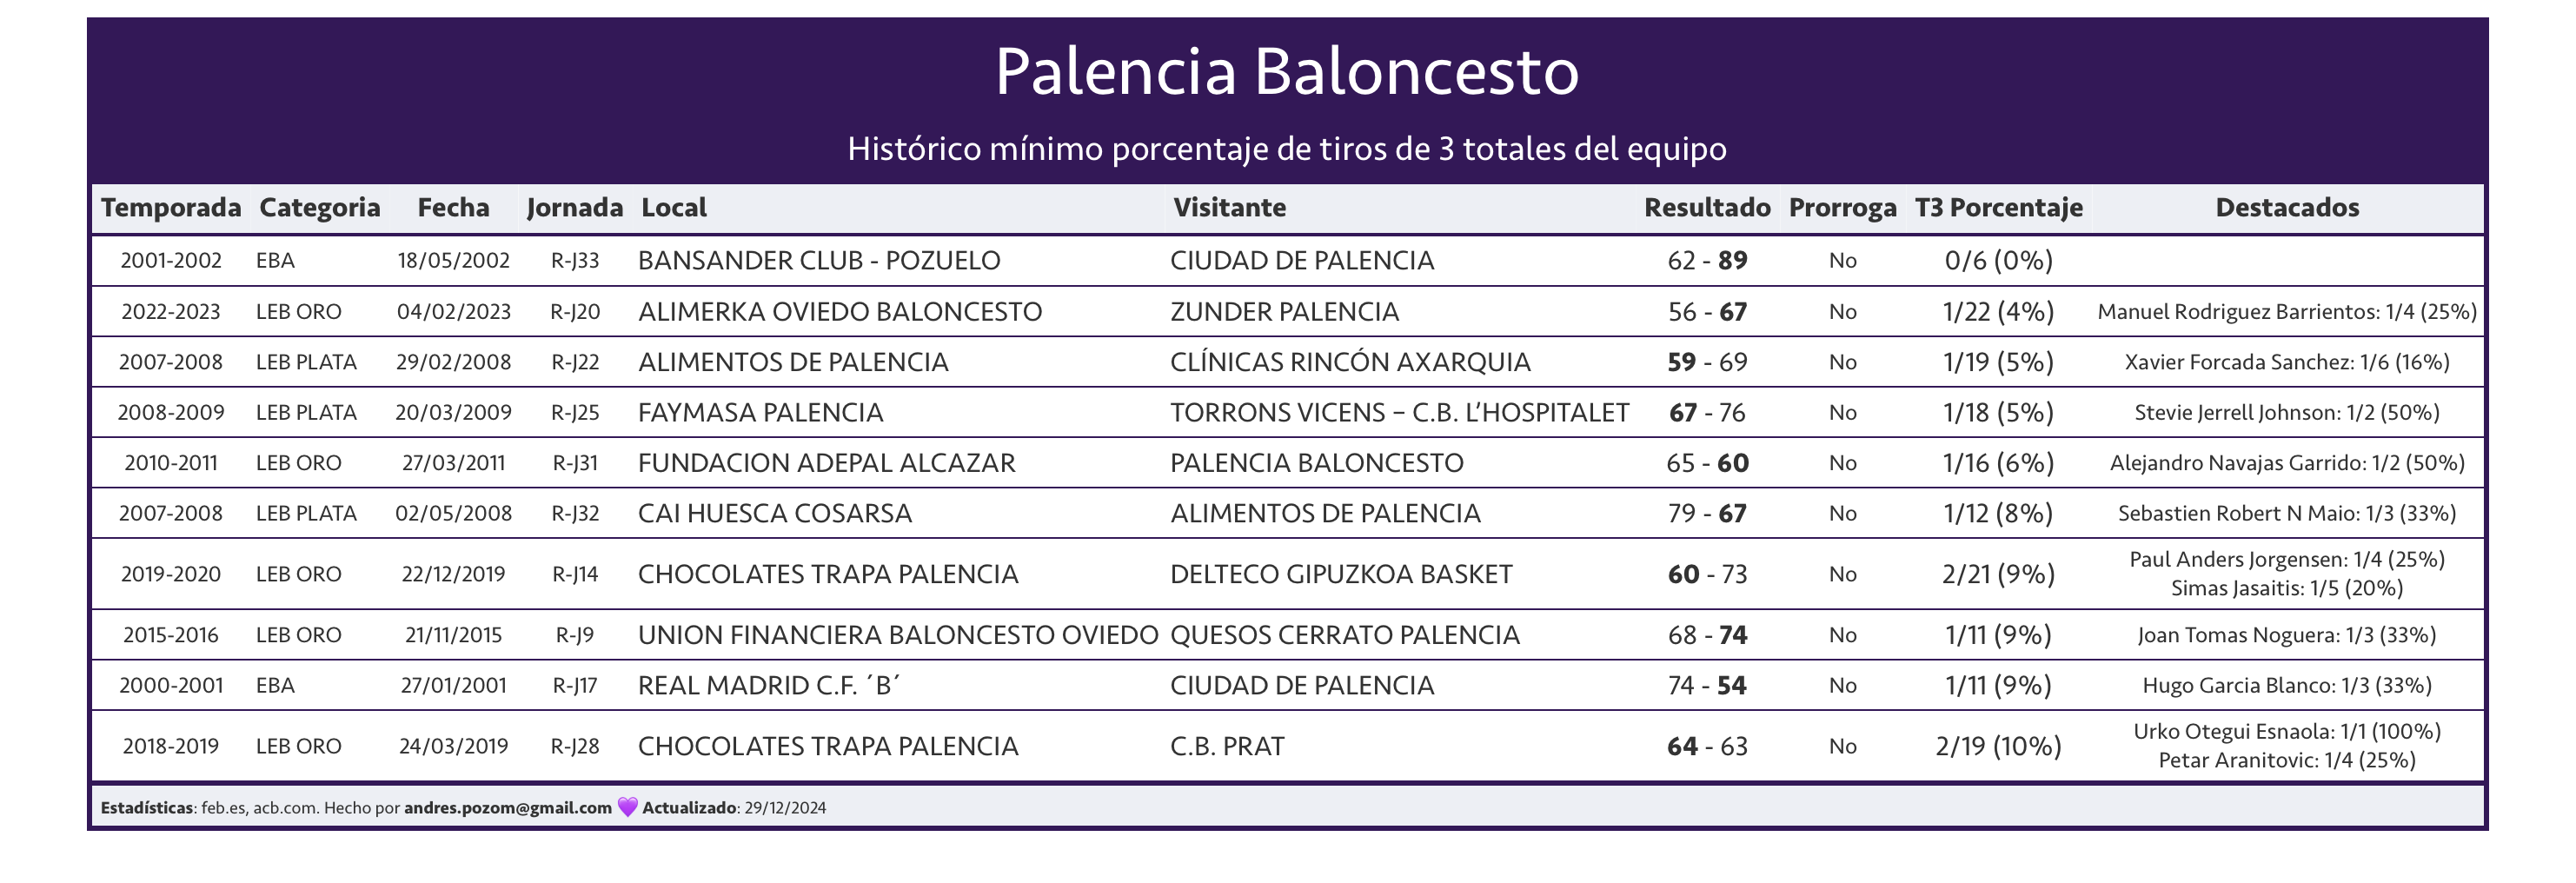 Palencia Baloncesto
Histórico mínimo porcentaje de tiros de 3 totales del equipo
Temporada Categoria Fecha Jornada Local Visitante Resultado Prorroga T3 Porcentaje Destacados
2001-2002 EBA 18/05/2002 R-J33 BANSANDER CLUB - POZUELO CIUDAD DE PALENCIA 62 - 89 No 0/6 (0%)
2022-2023 LEB ORO 04/02/2023 R-J20 ALIMERKA OVIEDO BALONCESTO ZUNDER PALENCIA 56 - 67 No 1/22 (4%) Manuel Rodriguez Barrientos: 1/4 (25%)
2007-2008 LEB PLATA 29/02/2008 R-J22 ALIMENTOS DE PALENCIA CLÍNICAS RINCÓN AXARQUIA 59 - 69 No 1/19 (5%) Xavier Forcada Sanchez: 1/6 (16%)
2008-2009 LEB PLATA 20/03/2009 R-J25 FAYMASA PALENCIA TORRONS VICENS – C.B. L’HOSPITALET 67 - 76 No 1/18 (5%) Stevie Jerrell Johnson: 1/2 (50%)
2010-2011 LEB ORO 27/03/2011 R-J31 FUNDACION ADEPAL ALCAZAR PALENCIA BALONCESTO 65 - 60 No 1/16 (6%) Alejandro Navajas Garrido: 1/2 (50%)
2007-2008 LEB PLATA 02/05/2008 R-J32 CAI HUESCA COSARSA ALIMENTOS DE PALENCIA 79 - 67 No 1/12 (8%) Sebastien Robert N Maio: 1/3 (33%)
2019-2020 LEB ORO 22/12/2019 R-J14 CHOCOLATES TRAPA PALENCIA DELTECO GIPUZKOA BASKET 60 - 73 No 2/21 (9%) Paul Anders Jorgensen: 1/4 (25%)
Simas Jasaitis: 1/5 (20%)
2015-2016 LEB ORO 21/11/2015 R-J9 UNION FINANCIERA BALONCESTO OVIEDO QUESOS CERRATO PALENCIA 68 - 74 No 1/11 (9%) Joan Tomas Noguera: 1/3 (33%)
2000-2001 EBA 27/01/2001 R-J17 REAL MADRID C.F. ´B´ CIUDAD DE PALENCIA 74 - 54 No 1/11 (9%) Hugo Garcia Blanco: 1/3 (33%)
2018-2019 LEB ORO 24/03/2019 R-J28 CHOCOLATES TRAPA PALENCIA C.B. PRAT 64 - 63 No 2/19 (10%) Urko Otegui Esnaola: 1/1 (100%)
Petar Aranitovic: 1/4 (25%)
Estadísticas: feb.es, acb.com. Hecho por andres.pozom@gmail.com 💜 Actualizado: 29/12/2024